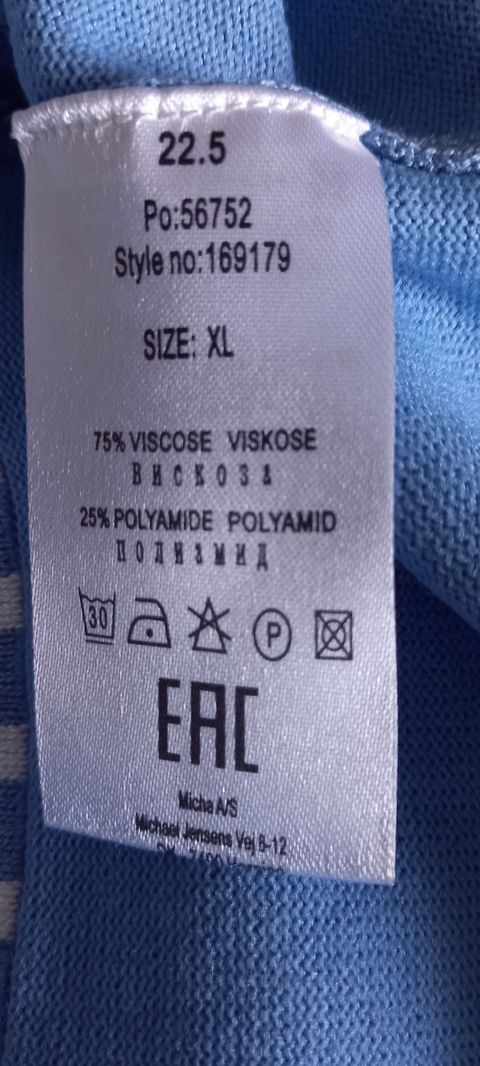 22.5
Po:56752
Style no:169179
SIZE: XL
75% VISCOSE VISKOSE
ВИСКОЗА
25% POLYAMIDE POLYAMID
ПОЛИАМИД
30
P
EAC
Micha A/S
Michael Jensens Vej 8-12